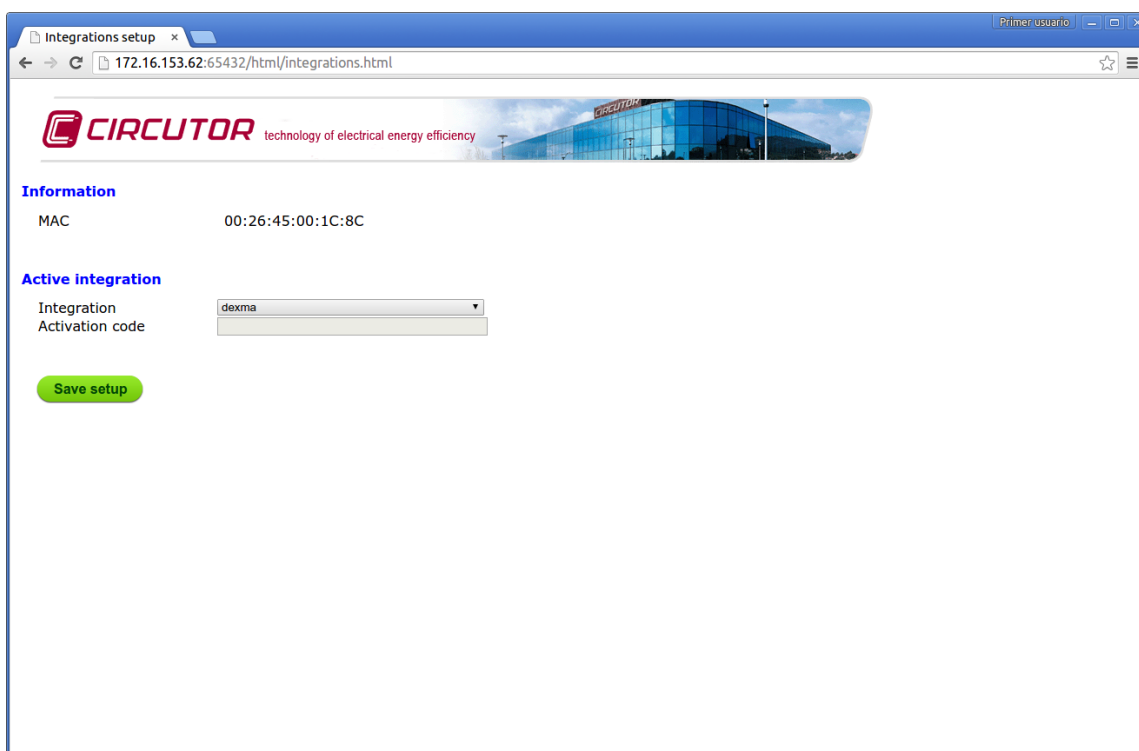 Primer usuario
Integrations setup
172.16.153.62:65432/html/integrations.html
CIRCUTOR technology of electrical energy efficiency
CIRCUTOR
Information
MAC 00:26:45:00:1C:8C
Active integration
Integration dexma
Activation code
Save setup